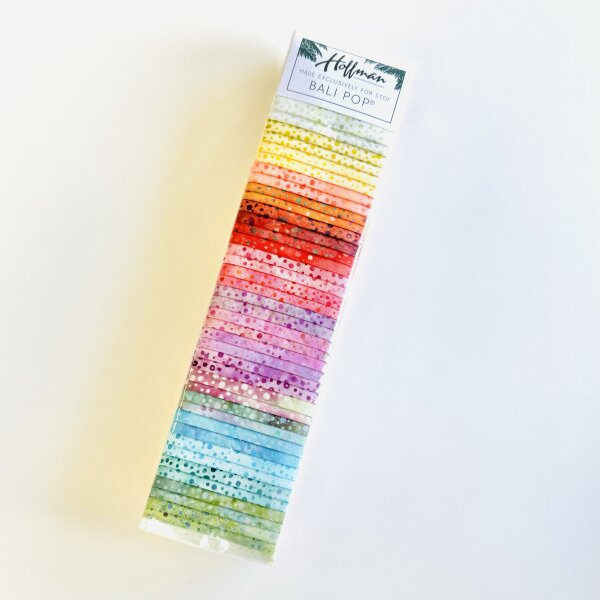 Hoffman
MADE EXCLUSIVELY FOR STOF
BALI POP®